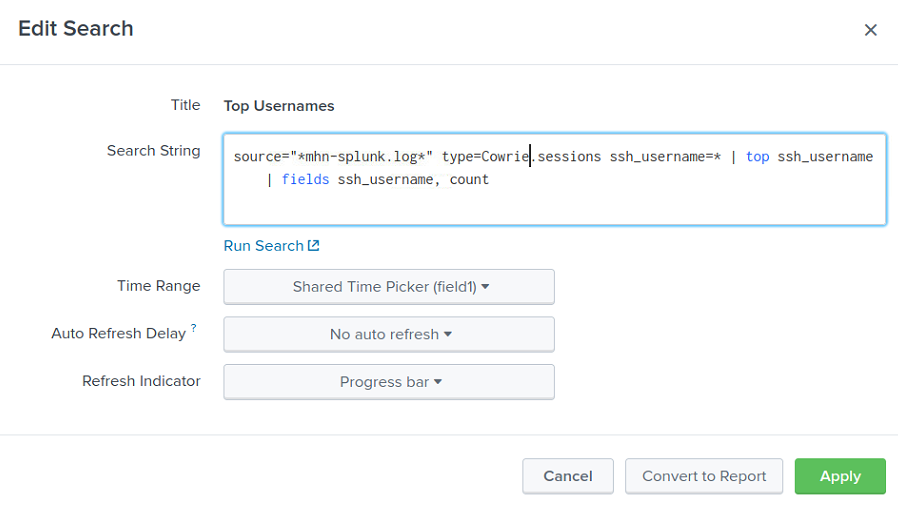 Edit Search
Title Top Usernames
Search String source="*mhn-splunk.log*" type=Cowrie.sessions ssh_username=* | top ssh_username
| fields ssh_username, count
Run Search
Time Range Shared Time Picker (field1)
Auto Refresh Delay ? No auto refresh
Refresh Indicator Progress bar
Cancel Convert to Report Apply